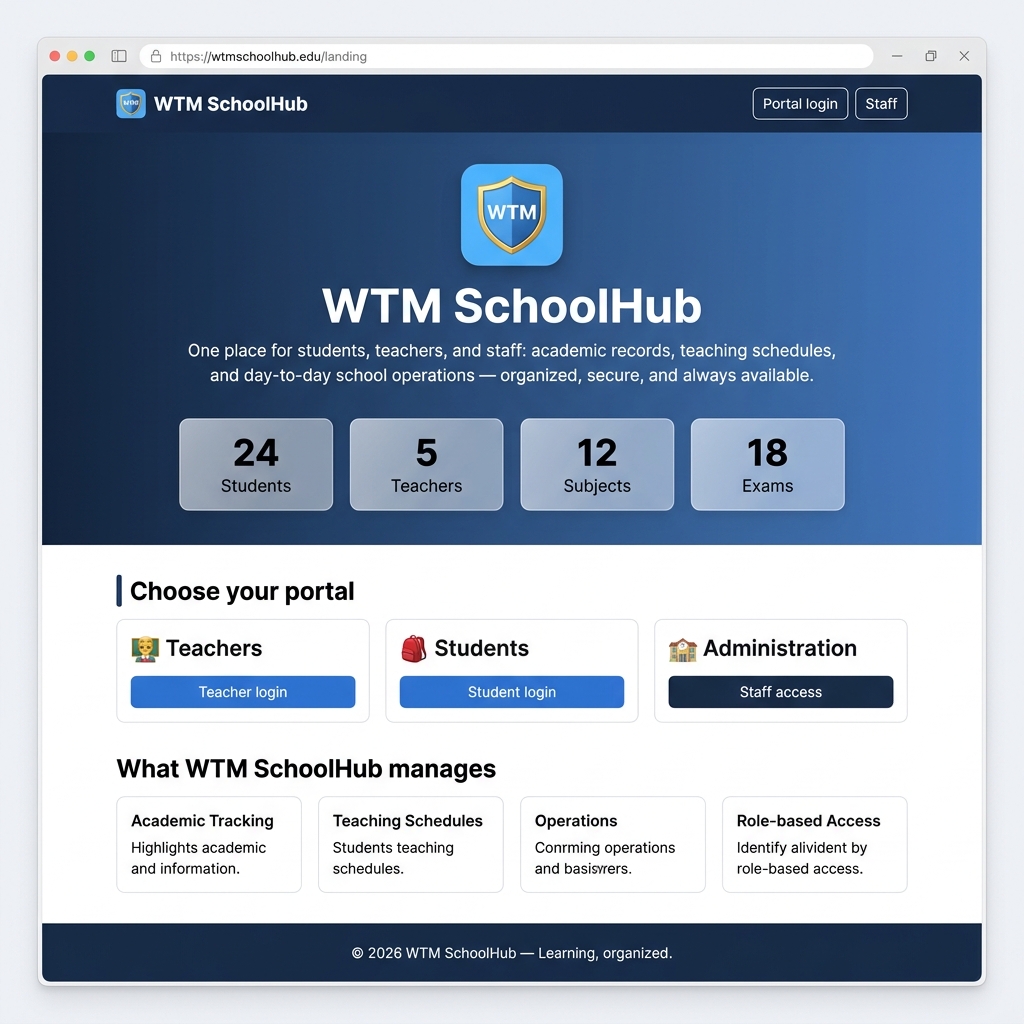 https://wtmschoolhub.edu/landing
WTM SchoolHub
Portal login
Staff
WTM
WTM SchoolHub
One place for students, teachers, and staff: academic records, teaching schedules,
and day-to-day school operations — organized, secure, and always available.
24
Students
5
Teachers
12
Subjects
18
Exams
Choose your portal
Teachers
Teacher login
Students
Student login
Administration
Staff access
What WTM SchoolHub manages
Academic Tracking
Highlights academic
and information.
Teaching Schedules
Students teaching
schedules.
Operations
Conrming operations
and
Role-based Access
Identify alivident by
role-based access.
© 2026 WTM SchoolHub — Learning, organized.